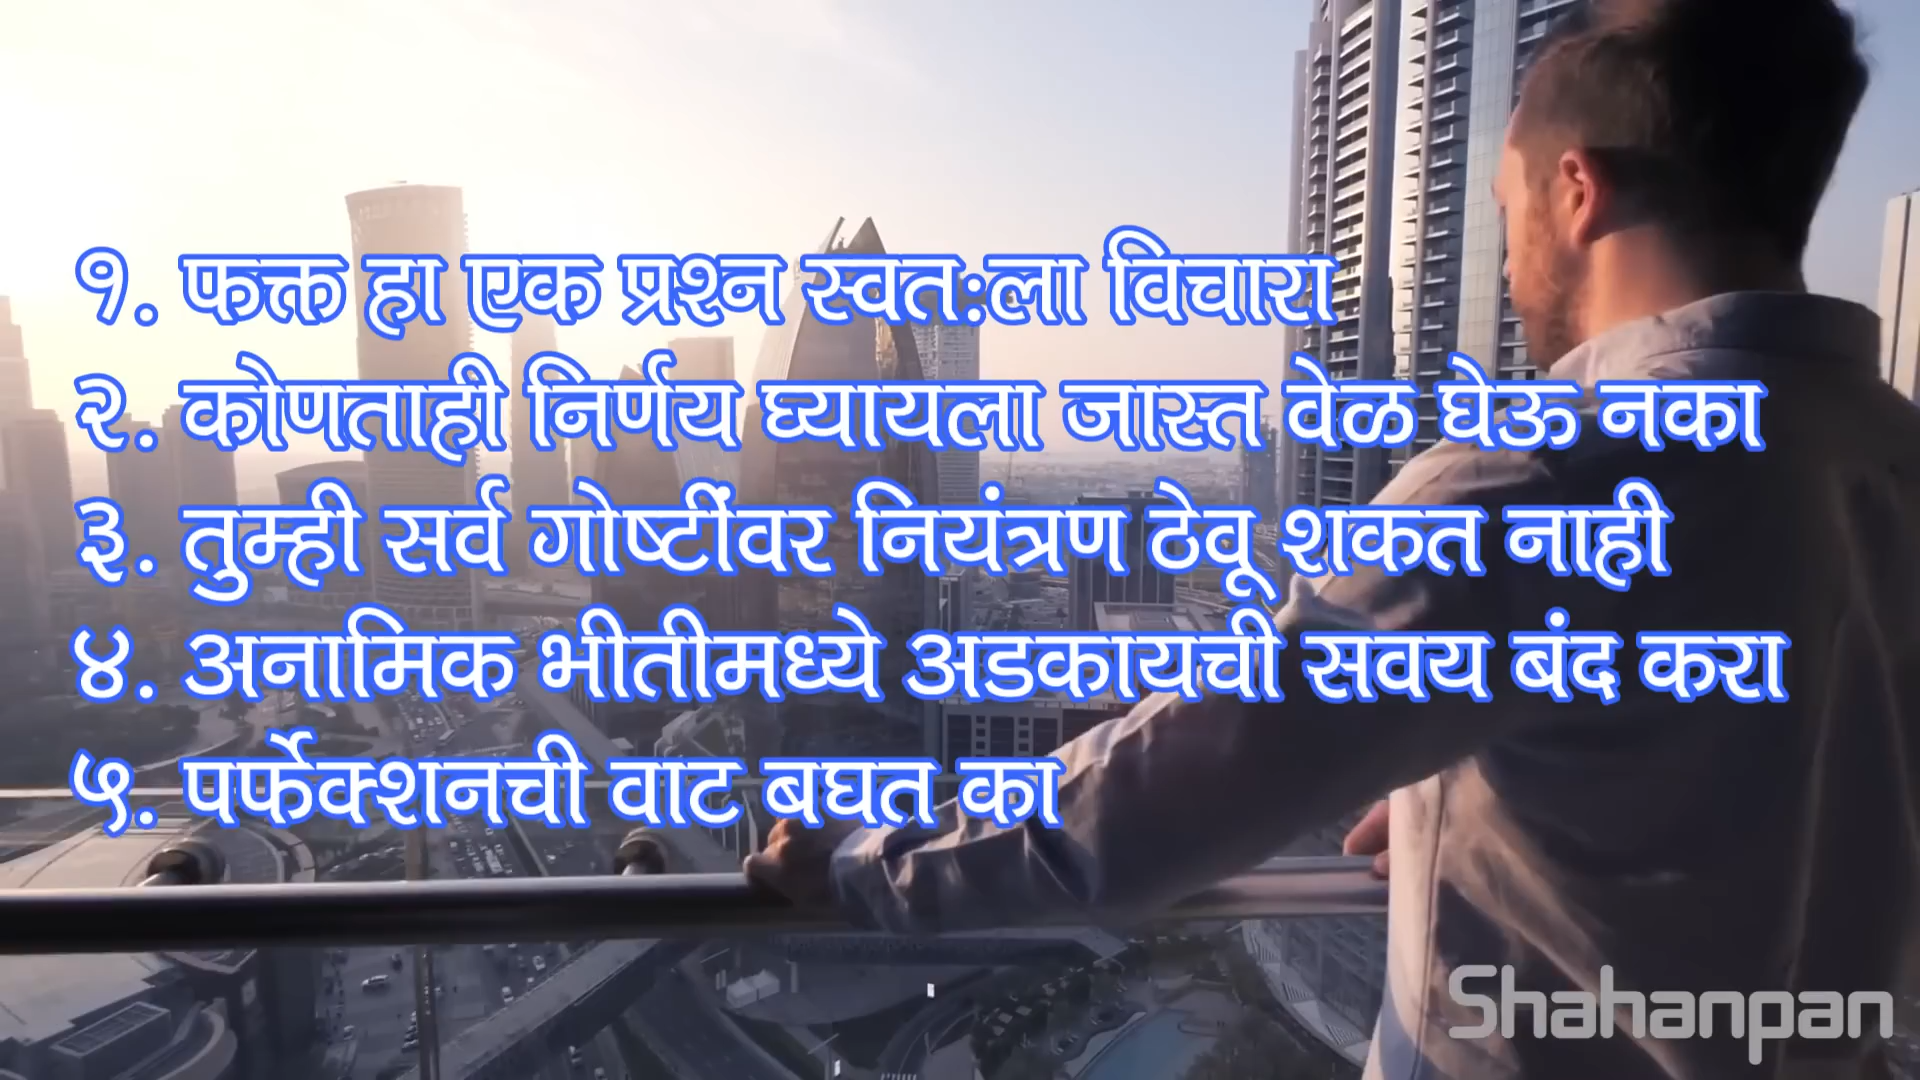 १. फक्त हा एक प्रश्न स्वत:ला विचारा
२. कोणताही निर्णय घ्यायला जास्त वेळ घेऊ नका
३. तुम्ही सर्व गोष्टींवर नियंत्रण ठेवू शकत नाही
४. अनामिक भीतीमध्ये अडकायची सवय बंद करा
५. पर्फेक्शनची वाट बघत का
Shahanpan